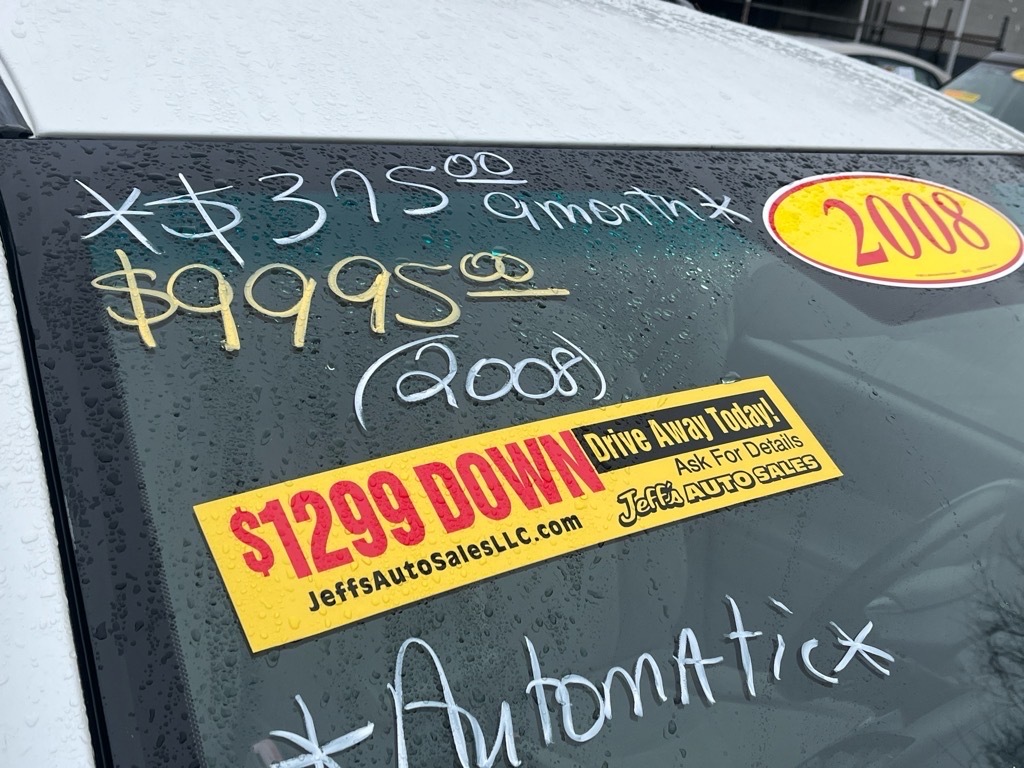 *$375⁰⁰ a month*
2008
$9995⁰⁰
(2008)
$1299 DOWN
Drive Away Today!
Ask For Details
JeffsAutoSalesLLC.com
Jeff's AUTO SALES
*Automatic*